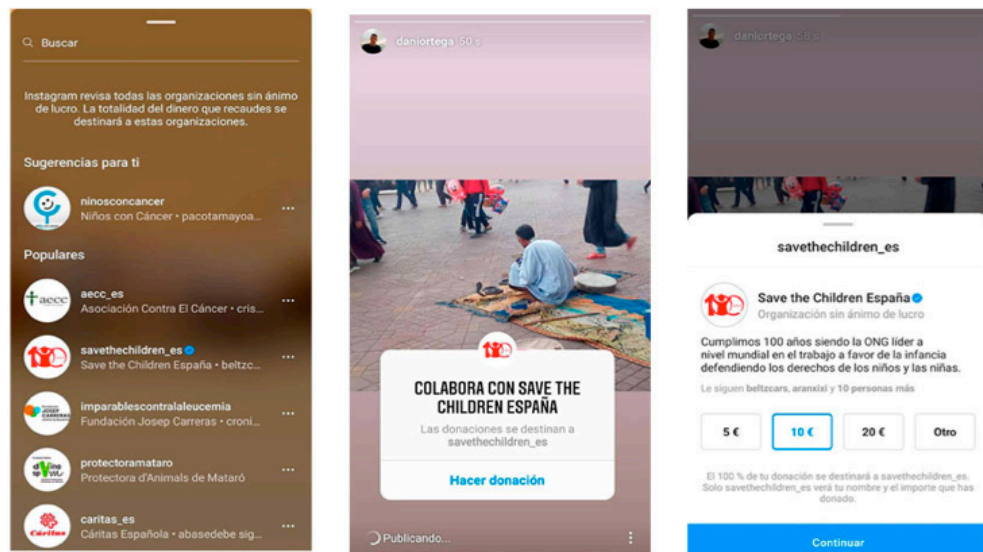 Buscar
Instagram revisa todas las organizaciones sin ánimo
de lucro. La totalidad del dinero que recaudes se
destinará a estas organizaciones.
Sugerencias para ti
ninosconcancer
Niños con Cáncer • pacotamayoa...
Populares
aecc
aecc_es
Asociación Contra El Cáncer • cris...
savethechildren_es
Save the Children España • beltzc...
imparablescontralaleucemia
Fundación Josep Carreras • croni...
protectoramataro
Protectora d'Animals de Mataró
Cáritas
caritas_es
Cáritas Española • abasedebe sig...
daniortega 50 s
COLABORA CON SAVE THE
CHILDREN ESPAÑA
Las donaciones se destinan a
savethechildren_es
Hacer donación
Publicando...
daniortega 58 s
savethechildren_es
Save the Children España
Organización sin ánimo de lucro
Cumplimos 100 años siendo la ONG líder a
nivel mundial en el trabajo a favor de la infancia
defendiendo los derechos de los niños y las niñas.
Le siguen beltzcars, aranxixi y 10 personas más
5 € 10 € 20 € Otro
El 100 % de tu donación se destinará a savethechildren_es.
Solo savethechildren_es verá tu nombre y el importe que has
donado.
Continuar